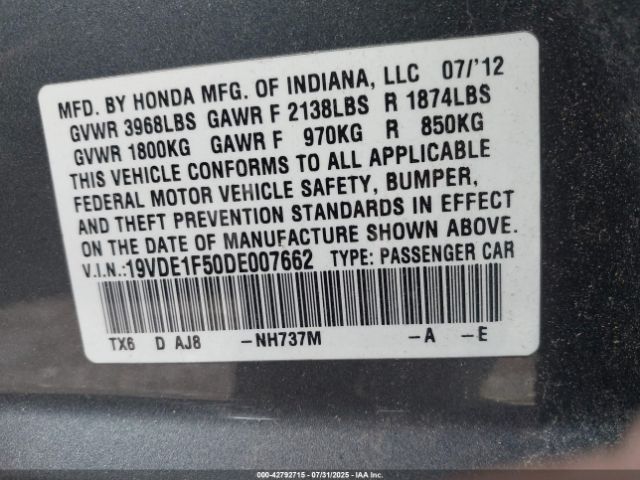 MFD. BY HONDA MFG. OF INDIANA, LLC 07/'12
GVWR 3968LBS GAWR F 2138LBS R 1874LBS
GVWR 1800KG GAWR F 970KG R 850KG
THIS VEHICLE CONFORMS TO ALL APPLICABLE
FEDERAL MOTOR VEHICLE SAFETY, BUMPER,
AND THEFT PREVENTION STANDARDS IN EFFECT
ON THE DATE OF MANUFACTURE SHOWN ABOVE.
V.I.N.:19VDE1F50DE007662 TYPE: PASSENGER CAR
TX6 D AJ8 -NH737M -A -E
000-42792715 - 07/31/2025 - IAA Inc.